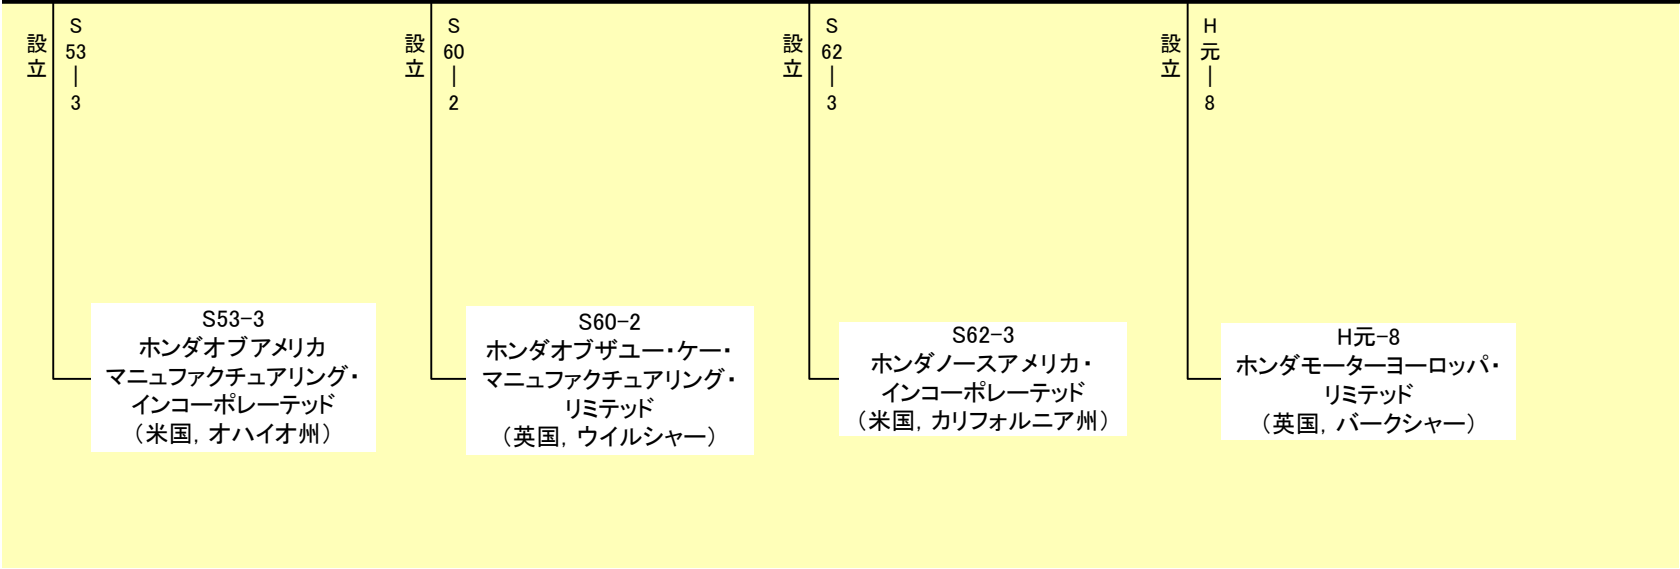 設立
S53―3
S53-3
ホンダオブアメリカ
マニュファクチュアリング・
インコーポレーテッド
（米国，オハイオ州）
設立
S60―2
S60-2
ホンダオブザユー・ケー・
マニュファクチュアリング・
リミテッド
（英国，ウイルシャー）
設立
S62―3
S62-3
ホンダノースアメリカ・
インコーポレーテッド
（米国，カリフォルニア州）
設立
H元―8
H元-8
ホンダモーターヨーロッパ・
リミテッド
（英国，バークシャー）